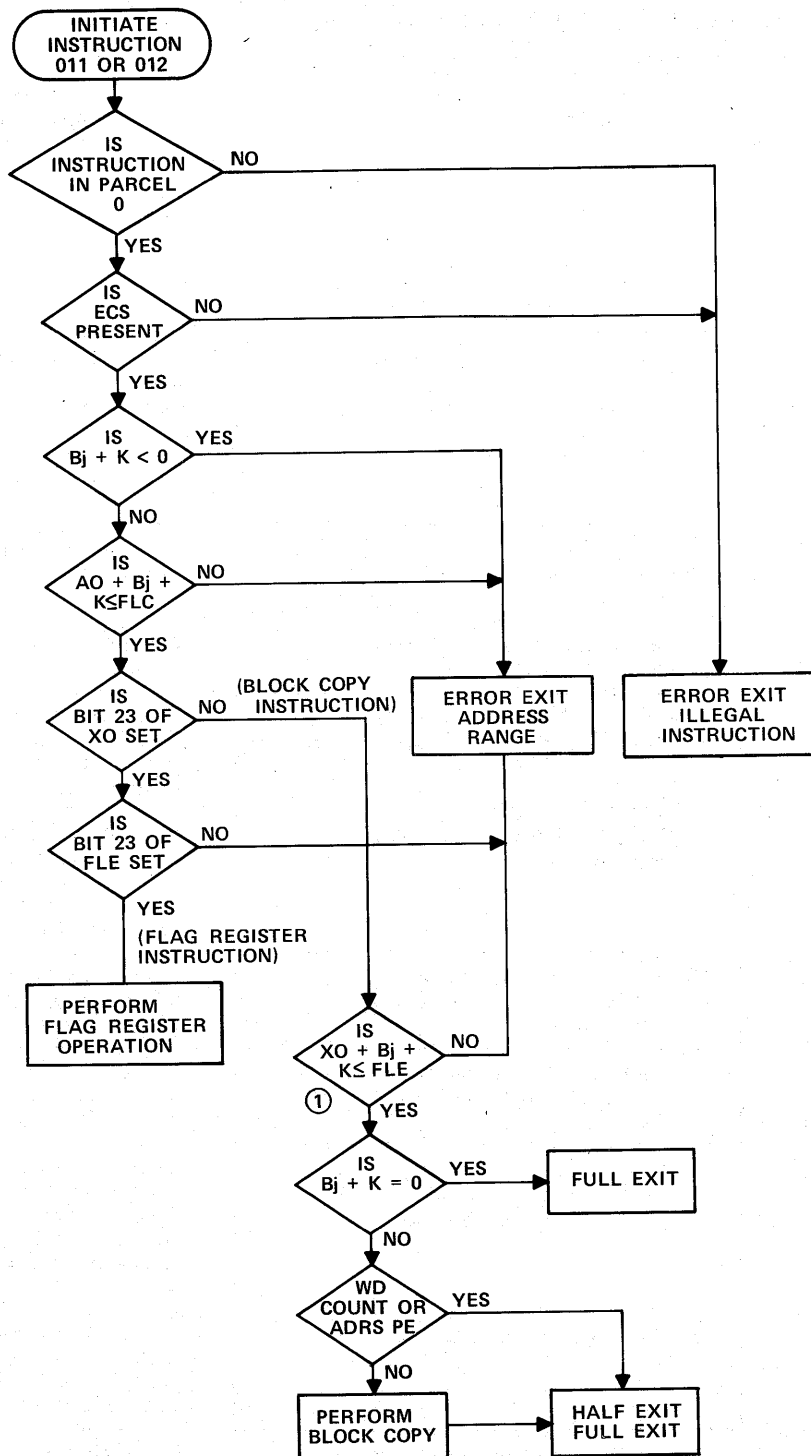 INITIATE
INSTRUCTION
011 OR 012
IS
INSTRUCTION
IN PARCEL
0
NO
YES
IS
ECS
PRESENT
NO
YES
IS
Bj + K < 0
YES
NO
IS
AO + Bj +
K≤FLC
NO
YES
IS
BIT 23 OF
XO SET
NO
(BLOCK COPY
INSTRUCTION)
ERROR EXIT
ADDRESS
RANGE
ERROR EXIT
ILLEGAL
INSTRUCTION
YES
IS
BIT 23 OF
FLE SET
NO
YES
(FLAG REGISTER
INSTRUCTION)
PERFORM
FLAG REGISTER
OPERATION
IS
XO + Bj +
K≤ FLE
NO
①
YES
IS
Bj + K = 0
YES
FULL EXIT
NO
WD
COUNT OR
ADRS PE
YES
NO
PERFORM
BLOCK COPY
HALF EXIT
FULL EXIT